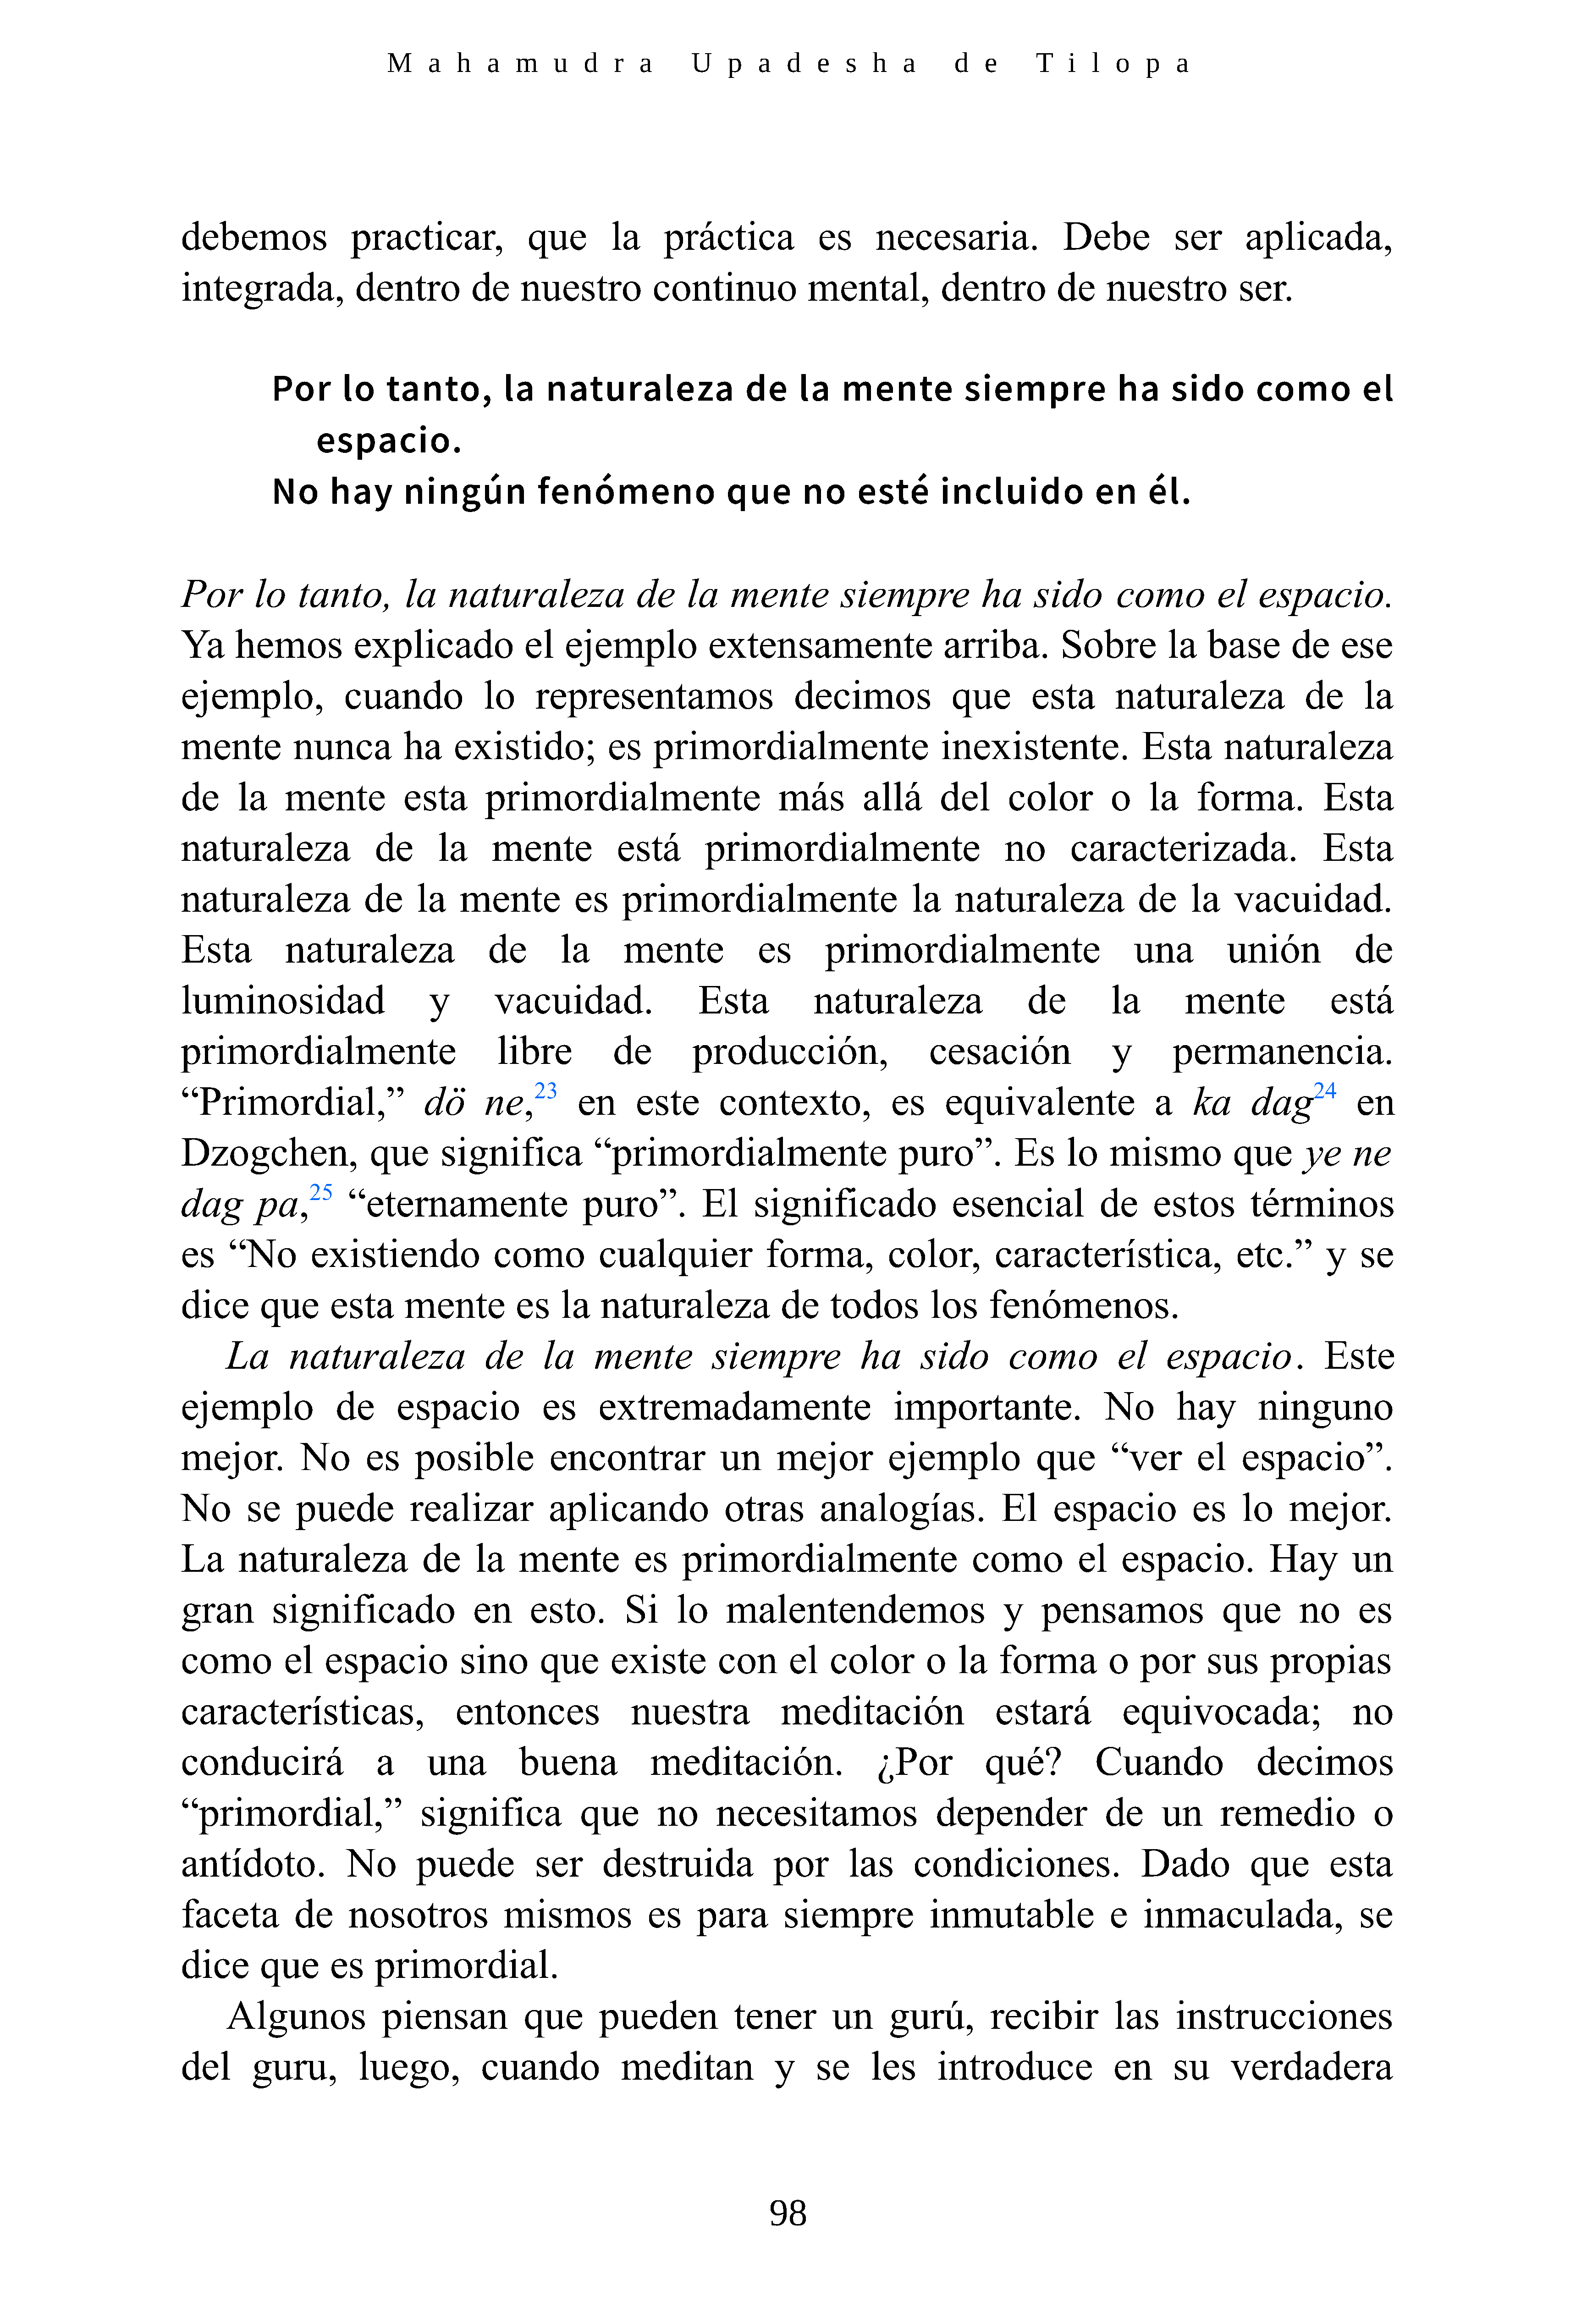 Mahamudra Upadesha de Tilopa
debemos practicar, que la práctica es necesaria. Debe ser aplicada,
integrada, dentro de nuestro continuo mental, dentro de nuestro ser.
Por lo tanto, la naturaleza de la mente siempre ha sido como el
espacio.
No hay ningún fenómeno que no esté incluido en él.
Por lo tanto, la naturaleza de la mente siempre ha sido como el espacio.
Ya hemos explicado el ejemplo extensamente arriba. Sobre la base de ese
ejemplo, cuando lo representamos decimos que esta naturaleza de la
mente nunca ha existido; es primordialmente inexistente. Esta naturaleza
de la mente esta primordialmente más allá del color o la forma. Esta
naturaleza de la mente está primordialmente no caracterizada. Esta
naturaleza de la mente es primordialmente la naturaleza de la vacuidad.
Esta naturaleza de la mente es primordialmente una unión de
luminosidad y vacuidad. Esta naturaleza de la mente está
primordialmente libre de producción, cesación y permanencia.
“Primordial,” dö ne,23 en este contexto, es equivalente a ka dag24 en
Dzogchen, que significa “primordialmente puro”. Es lo mismo que ye ne
dag pa,25 “eternamente puro”. El significado esencial de estos términos
es “No existiendo como cualquier forma, color, característica, etc.” y se
dice que esta mente es la naturaleza de todos los fenómenos.
La naturaleza de la mente siempre ha sido como el espacio. Este
ejemplo de espacio es extremadamente importante. No hay ninguno
mejor. No es posible encontrar un mejor ejemplo que “ver el espacio”.
No se puede realizar aplicando otras analogías. El espacio es lo mejor.
La naturaleza de la mente es primordialmente como el espacio. Hay un
gran significado en esto. Si lo malentendemos y pensamos que no es
como el espacio sino que existe con el color o la forma o por sus propias
características, entonces nuestra meditación estará equivocada; no
conducirá a una buena meditación. ¿Por qué? Cuando decimos
“primordial,” significa que no necesitamos depender de un remedio o
antídoto. No puede ser destruida por las condiciones. Dado que esta
faceta de nosotros mismos es para siempre inmutable e inmaculada, se
dice que es primordial.
Algunos piensan que pueden tener un gurú, recibir las instrucciones
del guru, luego, cuando meditan y se les introduce en su verdadera
98